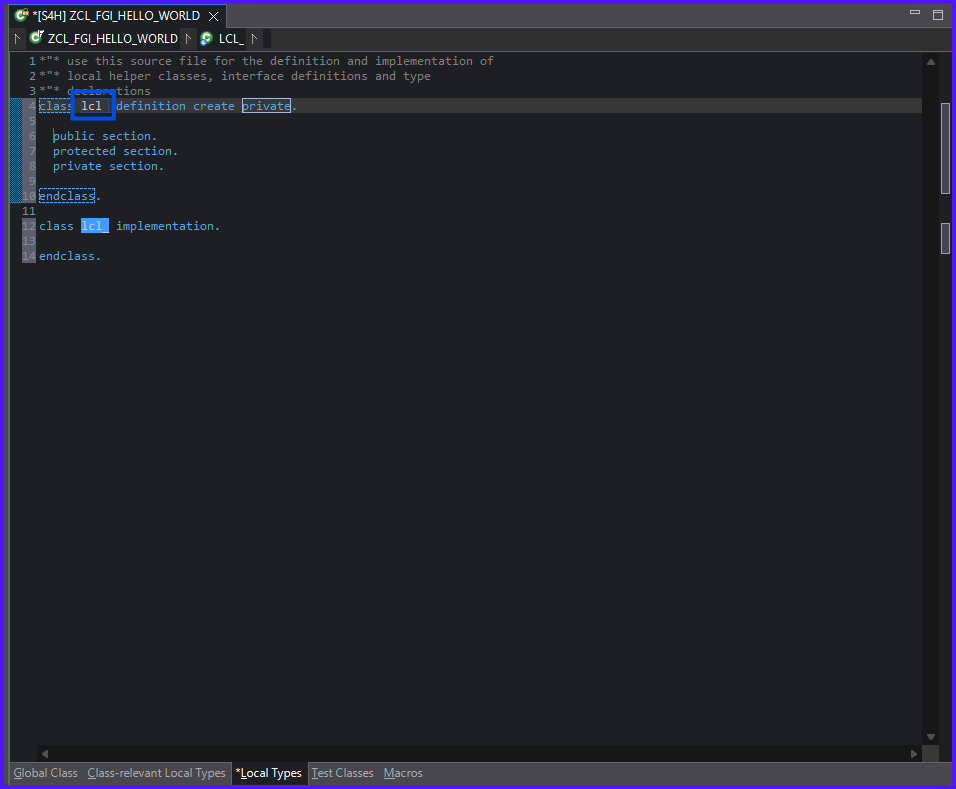 *[S4H] ZCL_FGI_HELLO_WORLD
ZCL_FGI_HELLO_WORLD LCL_
1 *"* use this source file for the definition and implementation of
2 *"* local helper classes, interface definitions and type
3 *"* declarations
4 class lcl_ definition create private.
5
6 public section.
7 protected section.
8 private section.
9
10 endclass.
11
12 class lcl_ implementation.
13
14 endclass.
Global Class Class-relevant Local Types *Local Types Test Classes Macros